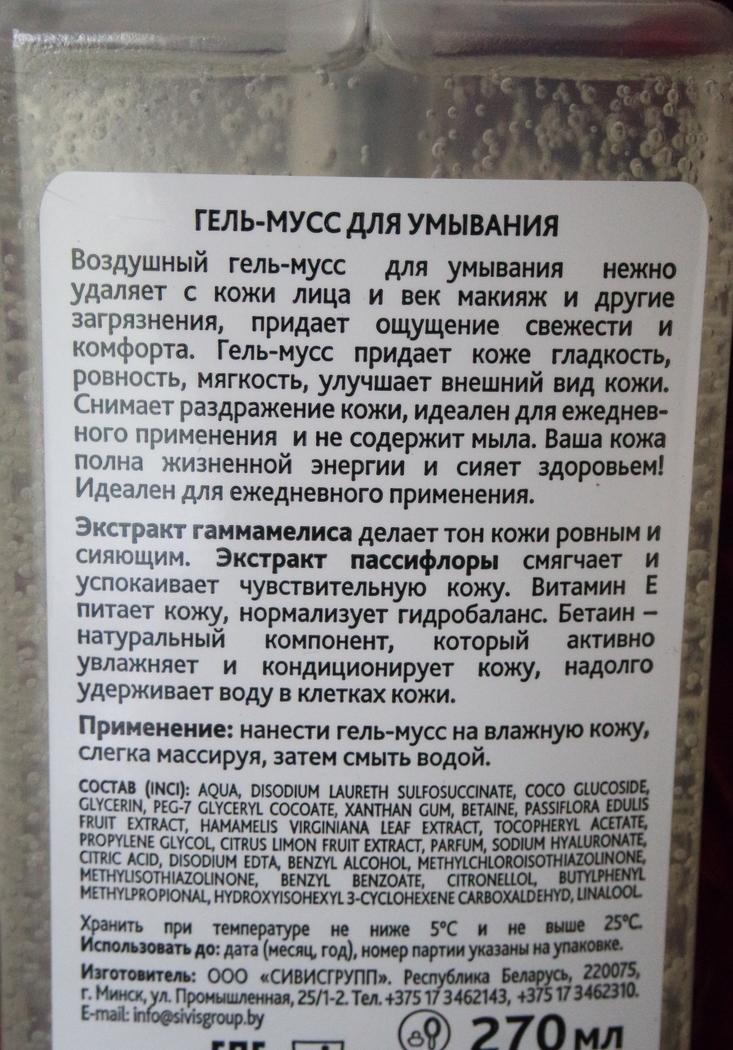 ГЕЛЬ-МУСС ДЛЯ УМЫВАНИЯ
Воздушный гель-мусс для умывания нежно
удаляет с кожи лица и век макияж и другие
загрязнения, придает ощущение свежести и
комфорта. Гель-мусс придает коже гладкость,
ровность, мягкость, улучшает внешний вид кожи.
Снимает раздражение кожи, идеален для ежеднев-
ного применения и не содержит мыла. Ваша кожа
полна жизненной энергии и сияет здоровьем!
Идеален для ежедневного применения.
Экстракт гаммамелиса делает тон кожи ровным и
сияющим. Экстракт пассифлоры смягчает и
успокаивает чувствительную кожу. Витамин Е
питает кожу, нормализует гидробаланс. Бетаин –
натуральный компонент, который активно
увлажняет и кондиционирует кожу, надолго
удерживает воду в клетках кожи.
Применение: нанести гель-мусс на влажную кожу,
слегка массируя, затем смыть водой.
СОСТАВ (INCI): AQUA, DISODIUM LAURETH SULFOSUCCINATE, COCO GLUCOSIDE,
GLYCERIN, PEG-7 GLYCERYL COCOATE, XANTHAN GUM, BETAINE, PASSIFLORA EDULIS
FRUIT EXTRACT, HAMAMELIS VIRGINIANA LEAF EXTRACT, TOCOPHERYL ACETATE,
PROPYLENE GLYCOL, CITRUS LIMON FRUIT EXTRACT, PARFUM, SODIUM HYALURONATE,
CITRIC ACID, DISODIUM EDTA, BENZYL ALCOHOL, METHYLCHLOROISOTHIAZOLINONE,
METHYLISOTHIAZOLINONE, BENZYL BENZOATE, CITRONELLOL, BUTYLPHENYL
METHYLPROPIONAL, HYDROXYISOHEXYL 3-CYCLOHEXENE CARBOXALDEHYD, LINALOOL.
Хранить при температуре не ниже 5°C и не выше 25°C.
Использовать до: дата (месяц, год), номер партии указаны на упаковке.
Изготовитель: ООО «СИВИСГРУПП». Республика Беларусь, 220075,
г. Минск, ул. Промышленная, 25/1-2. Тел. +375 17 3462143, +375 17 3462310.
E-mail: info@sivisgroup.by
270 мл